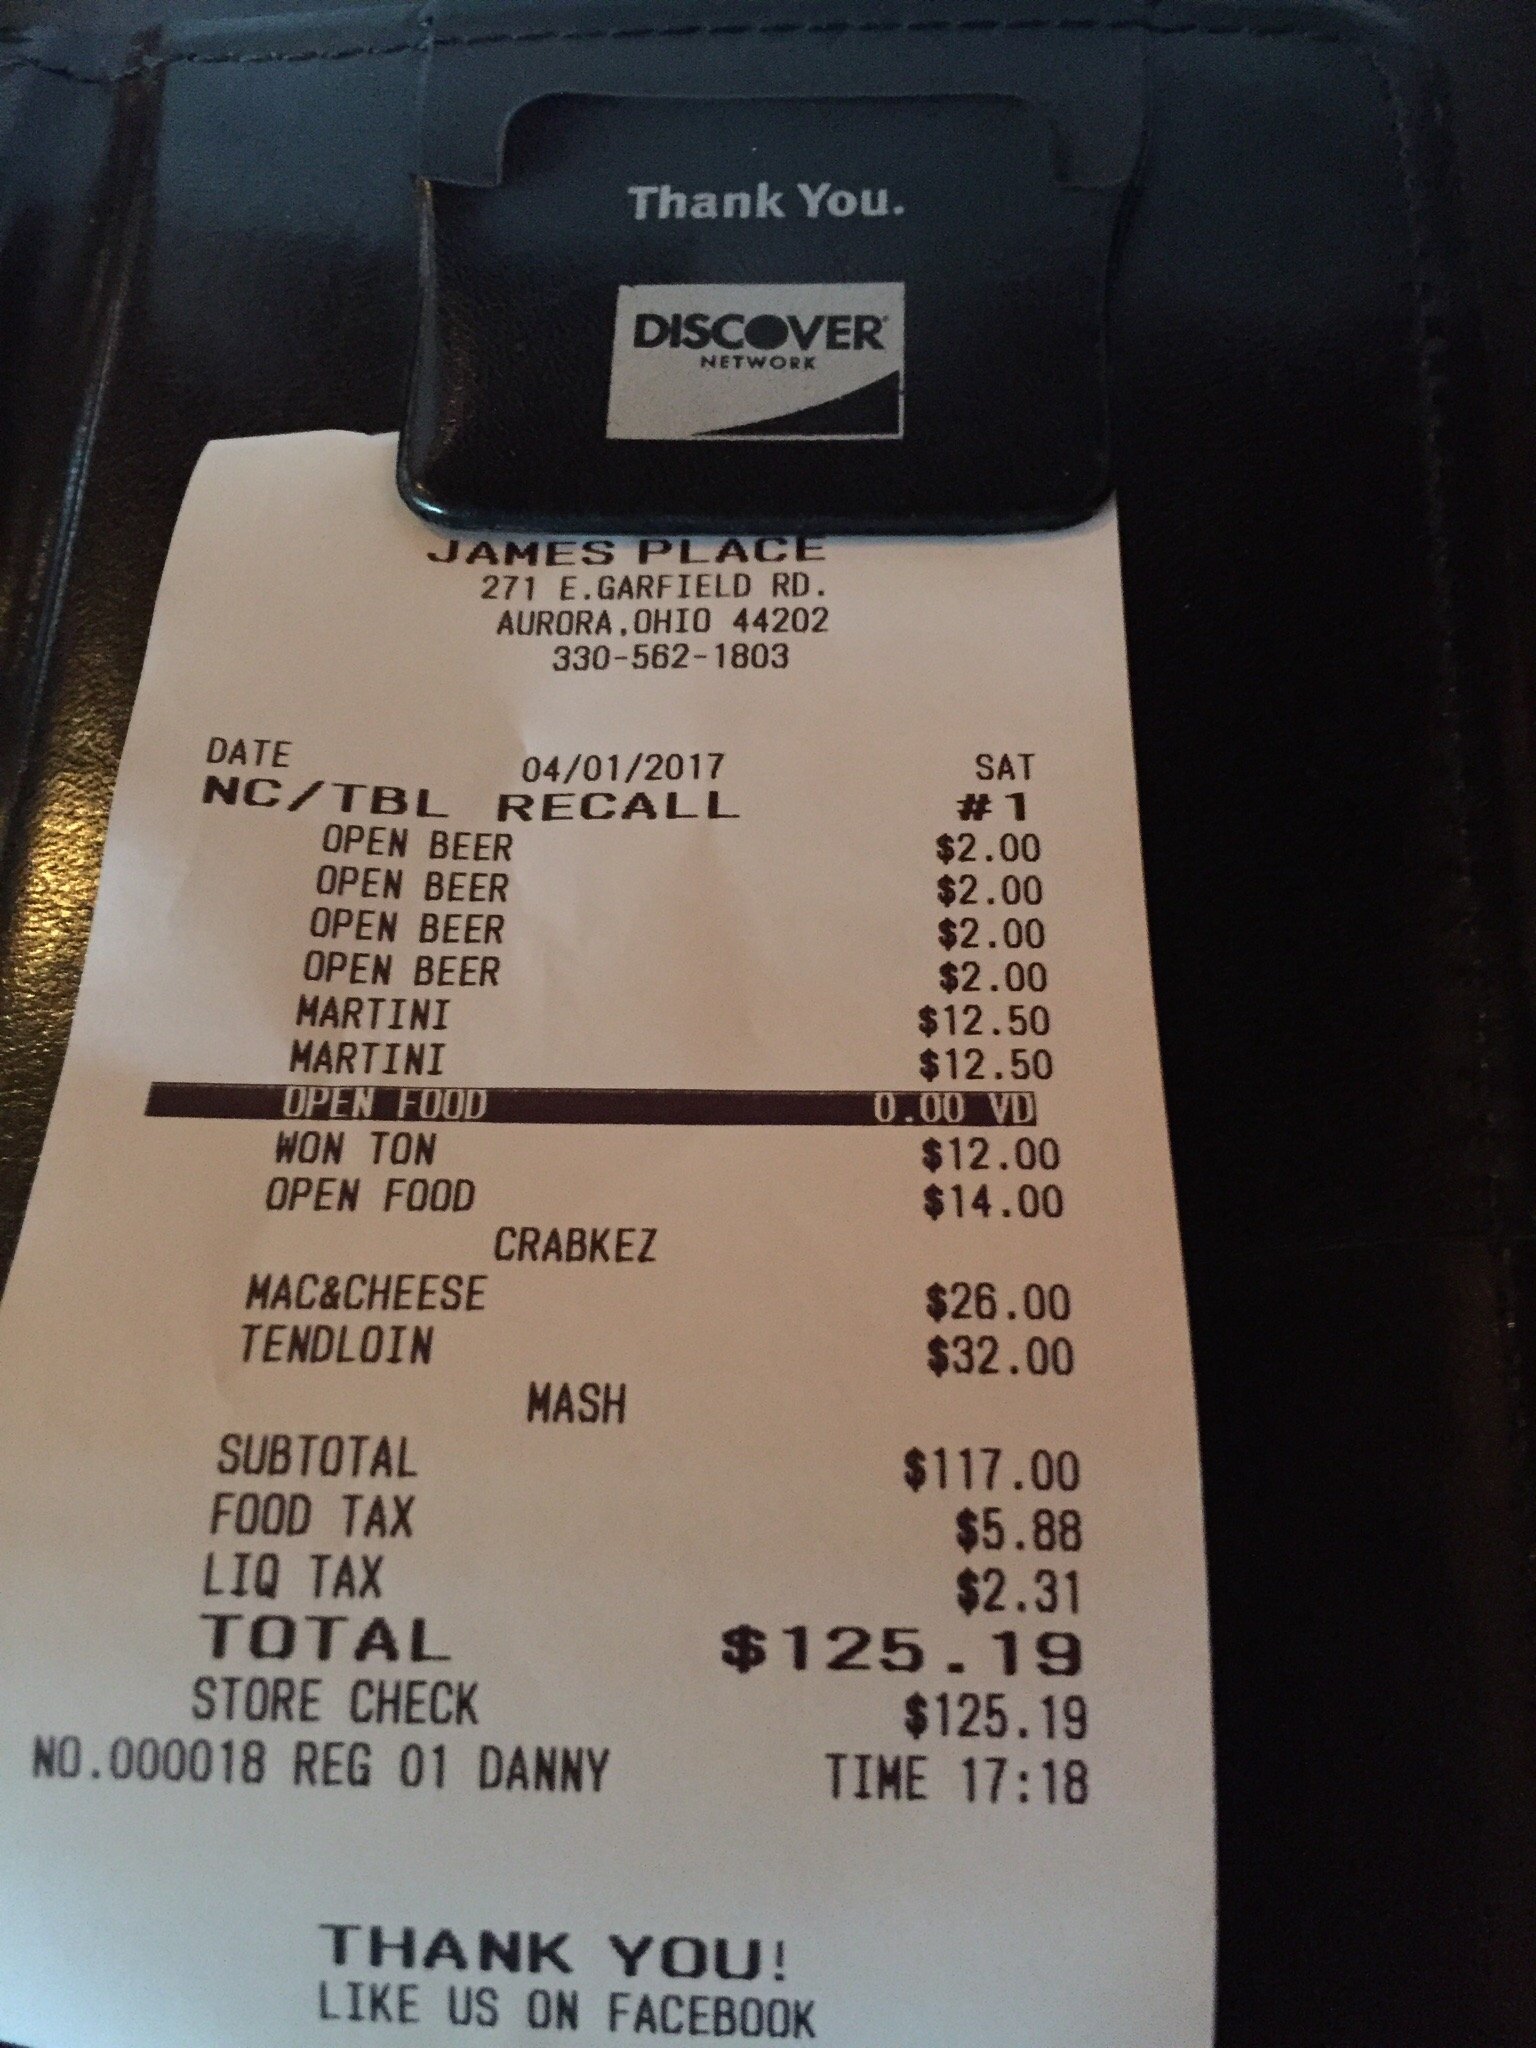 Thank You.
DISCOVER
NETWORK
JAMES PLACE
271 E.GARFIELD RD.
AURORA,OHIO 44202
330-562-1803
DATE 04/01/2017 SAT
NC/TBL RECALL #1
OPEN BEER $2.00
OPEN BEER $2.00
OPEN BEER $2.00
OPEN BEER $2.00
MARTINI $12.50
MARTINI $12.50
OPEN FOOD 0.00 VD
WON TON $12.00
OPEN FOOD $14.00
CRABKEZ
MAC&CHEESE $26.00
TENDLOIN $32.00
MASH
SUBTOTAL $117.00
FOOD TAX $5.88
LIQ TAX $2.31
TOTAL $125.19
STORE CHECK $125.19
NO.000018 REG 01 DANNY TIME 17:18
THANK YOU!
LIKE US ON FACEBOOK